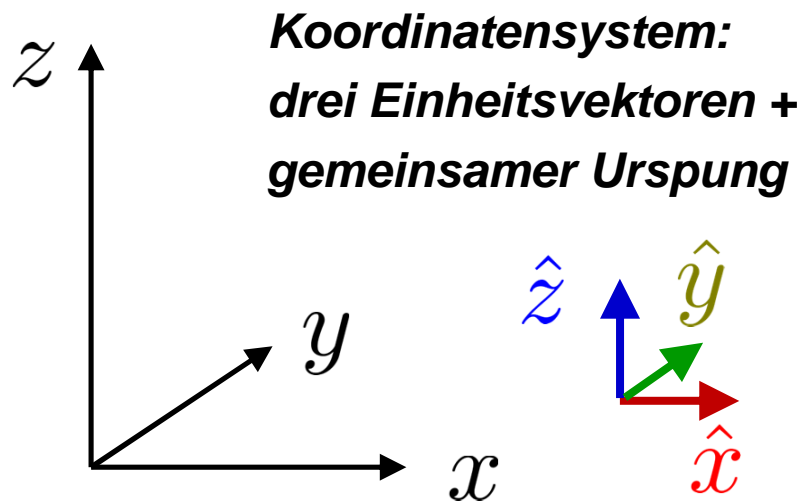 Koordinatensystem:
drei Einheitsvektoren +
gemeinsamer Urspung
z
y
x
ẑ
ŷ
x̂